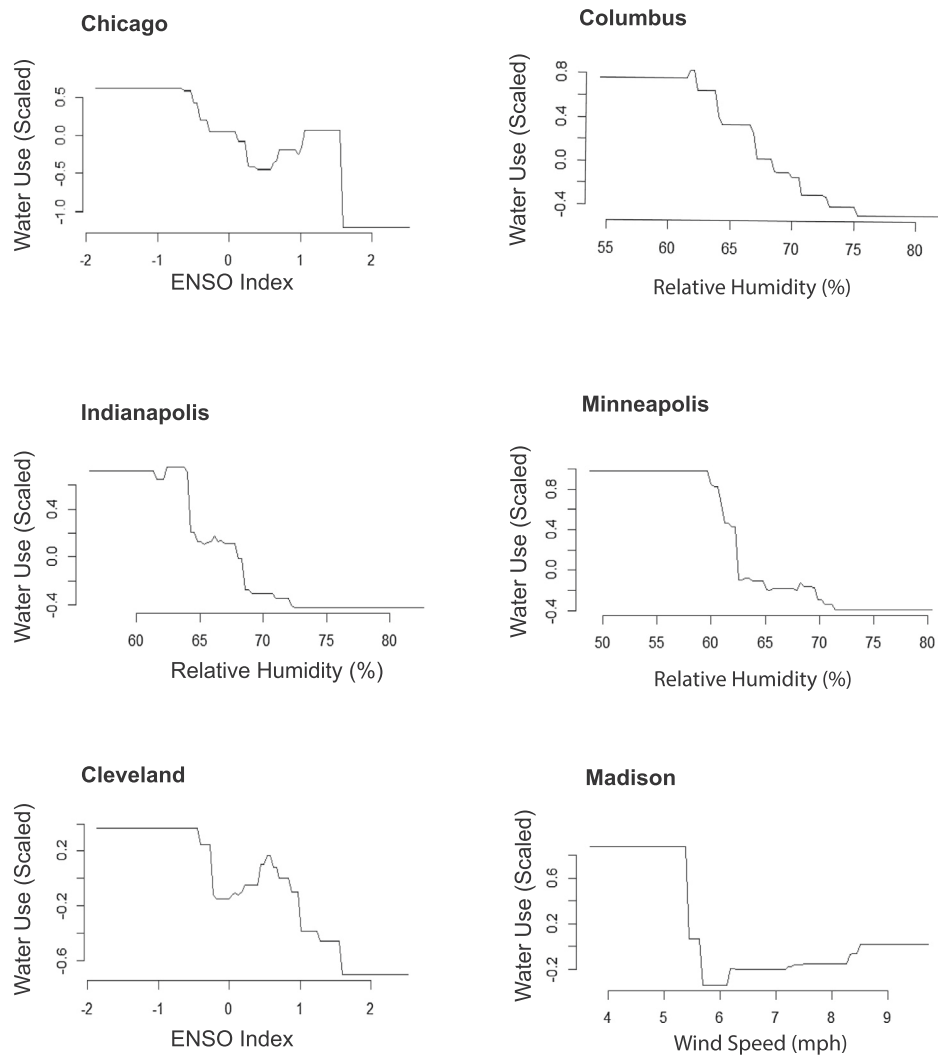 Chicago
Water Use (Scaled)
0.5
0.0
-0.5
-1.0
-2 -1 0 1 2
ENSO Index
Columbus
Water Use (Scaled)
0.8
0.4
0.0
-0.4
55 60 65 70 75 80
Relative Humidity (%)
Indianapolis
Water Use (Scaled)
0.4
0.0
-0.4
60 65 70 75 80
Relative Humidity (%)
Minneapolis
Water Use (Scaled)
0.8
0.4
0.0
-0.4
50 55 60 65 70 75 80
Relative Humidity (%)
Cleveland
Water Use (Scaled)
0.2
-0.2
-0.6
-2 -1 0 1 2
ENSO Index
Madison
Water Use (Scaled)
0.6
0.2
-0.2
4 5 6 7 8 9
Wind Speed (mph)